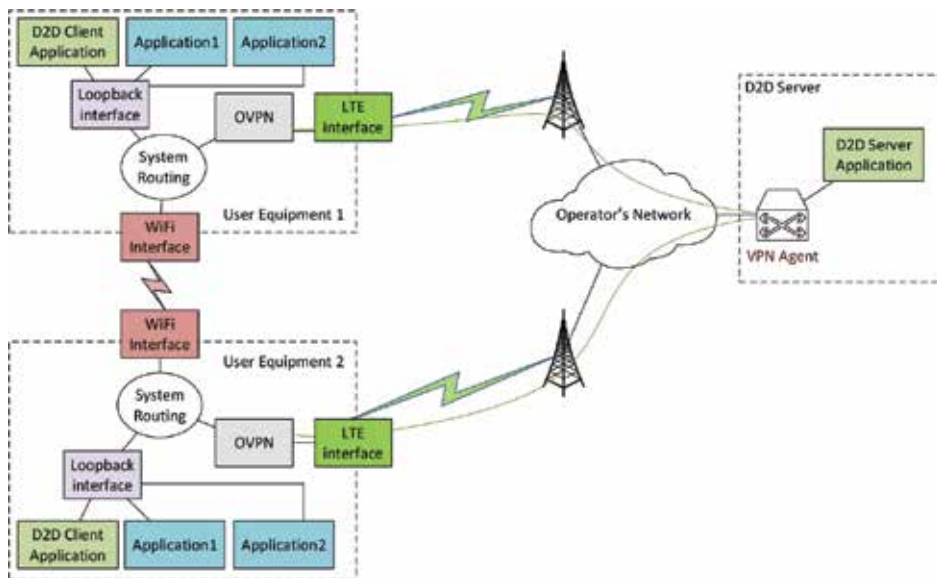 D2D Client
Application
Application1
Application2
Loopback
interface
OVPN
LTE
interface
System
Routing
User Equipment 1
WiFi
Interface
D2D Server
D2D Server
Application
Operator's Network
VPN Agent
WiFi
Interface
User Equipment 2
System
Routing
OVPN
LTE
interface
Loopback
interface
D2D Client
Application
Application1
Application2